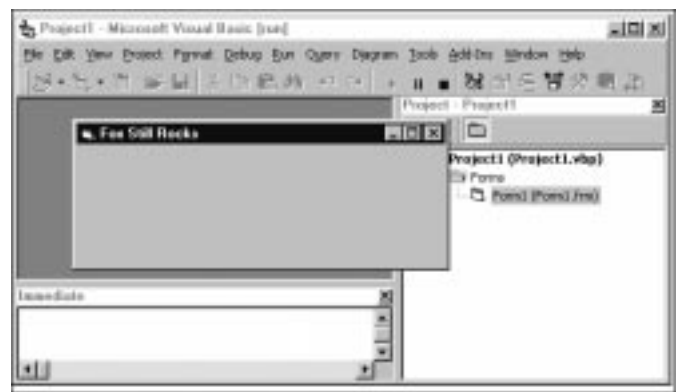 Project1 - Microsoft Visual Basic [run]
File Edit View Project Format Debug Run Query Diagram Tools Add-Ins Window Help
Project - Project1
Fox Still Rocks
Project1 (Project1.vbp)
Forms
Form1 (Form1.frm)
Immediate